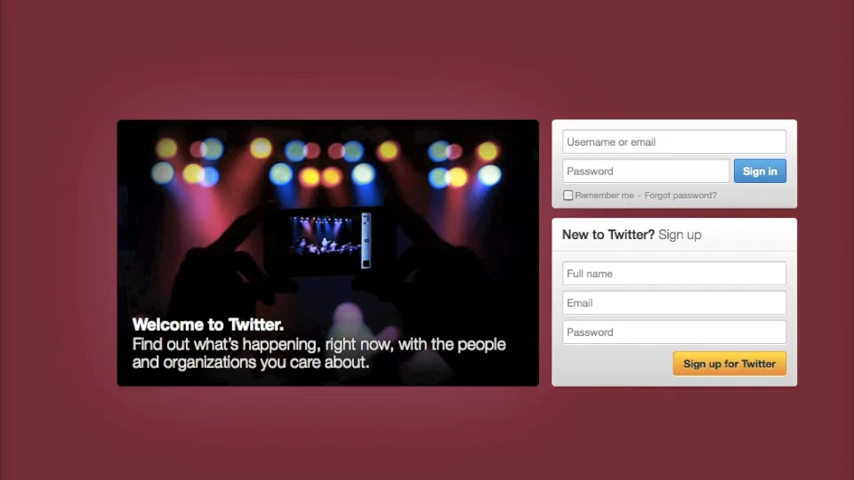 Welcome to Twitter.
Find out what's happening, right now, with the people
and organizations you care about.
Username or email
Password
Sign in
Remember me · Forgot password?
New to Twitter? Sign up
Full name
Email
Password
Sign up for Twitter